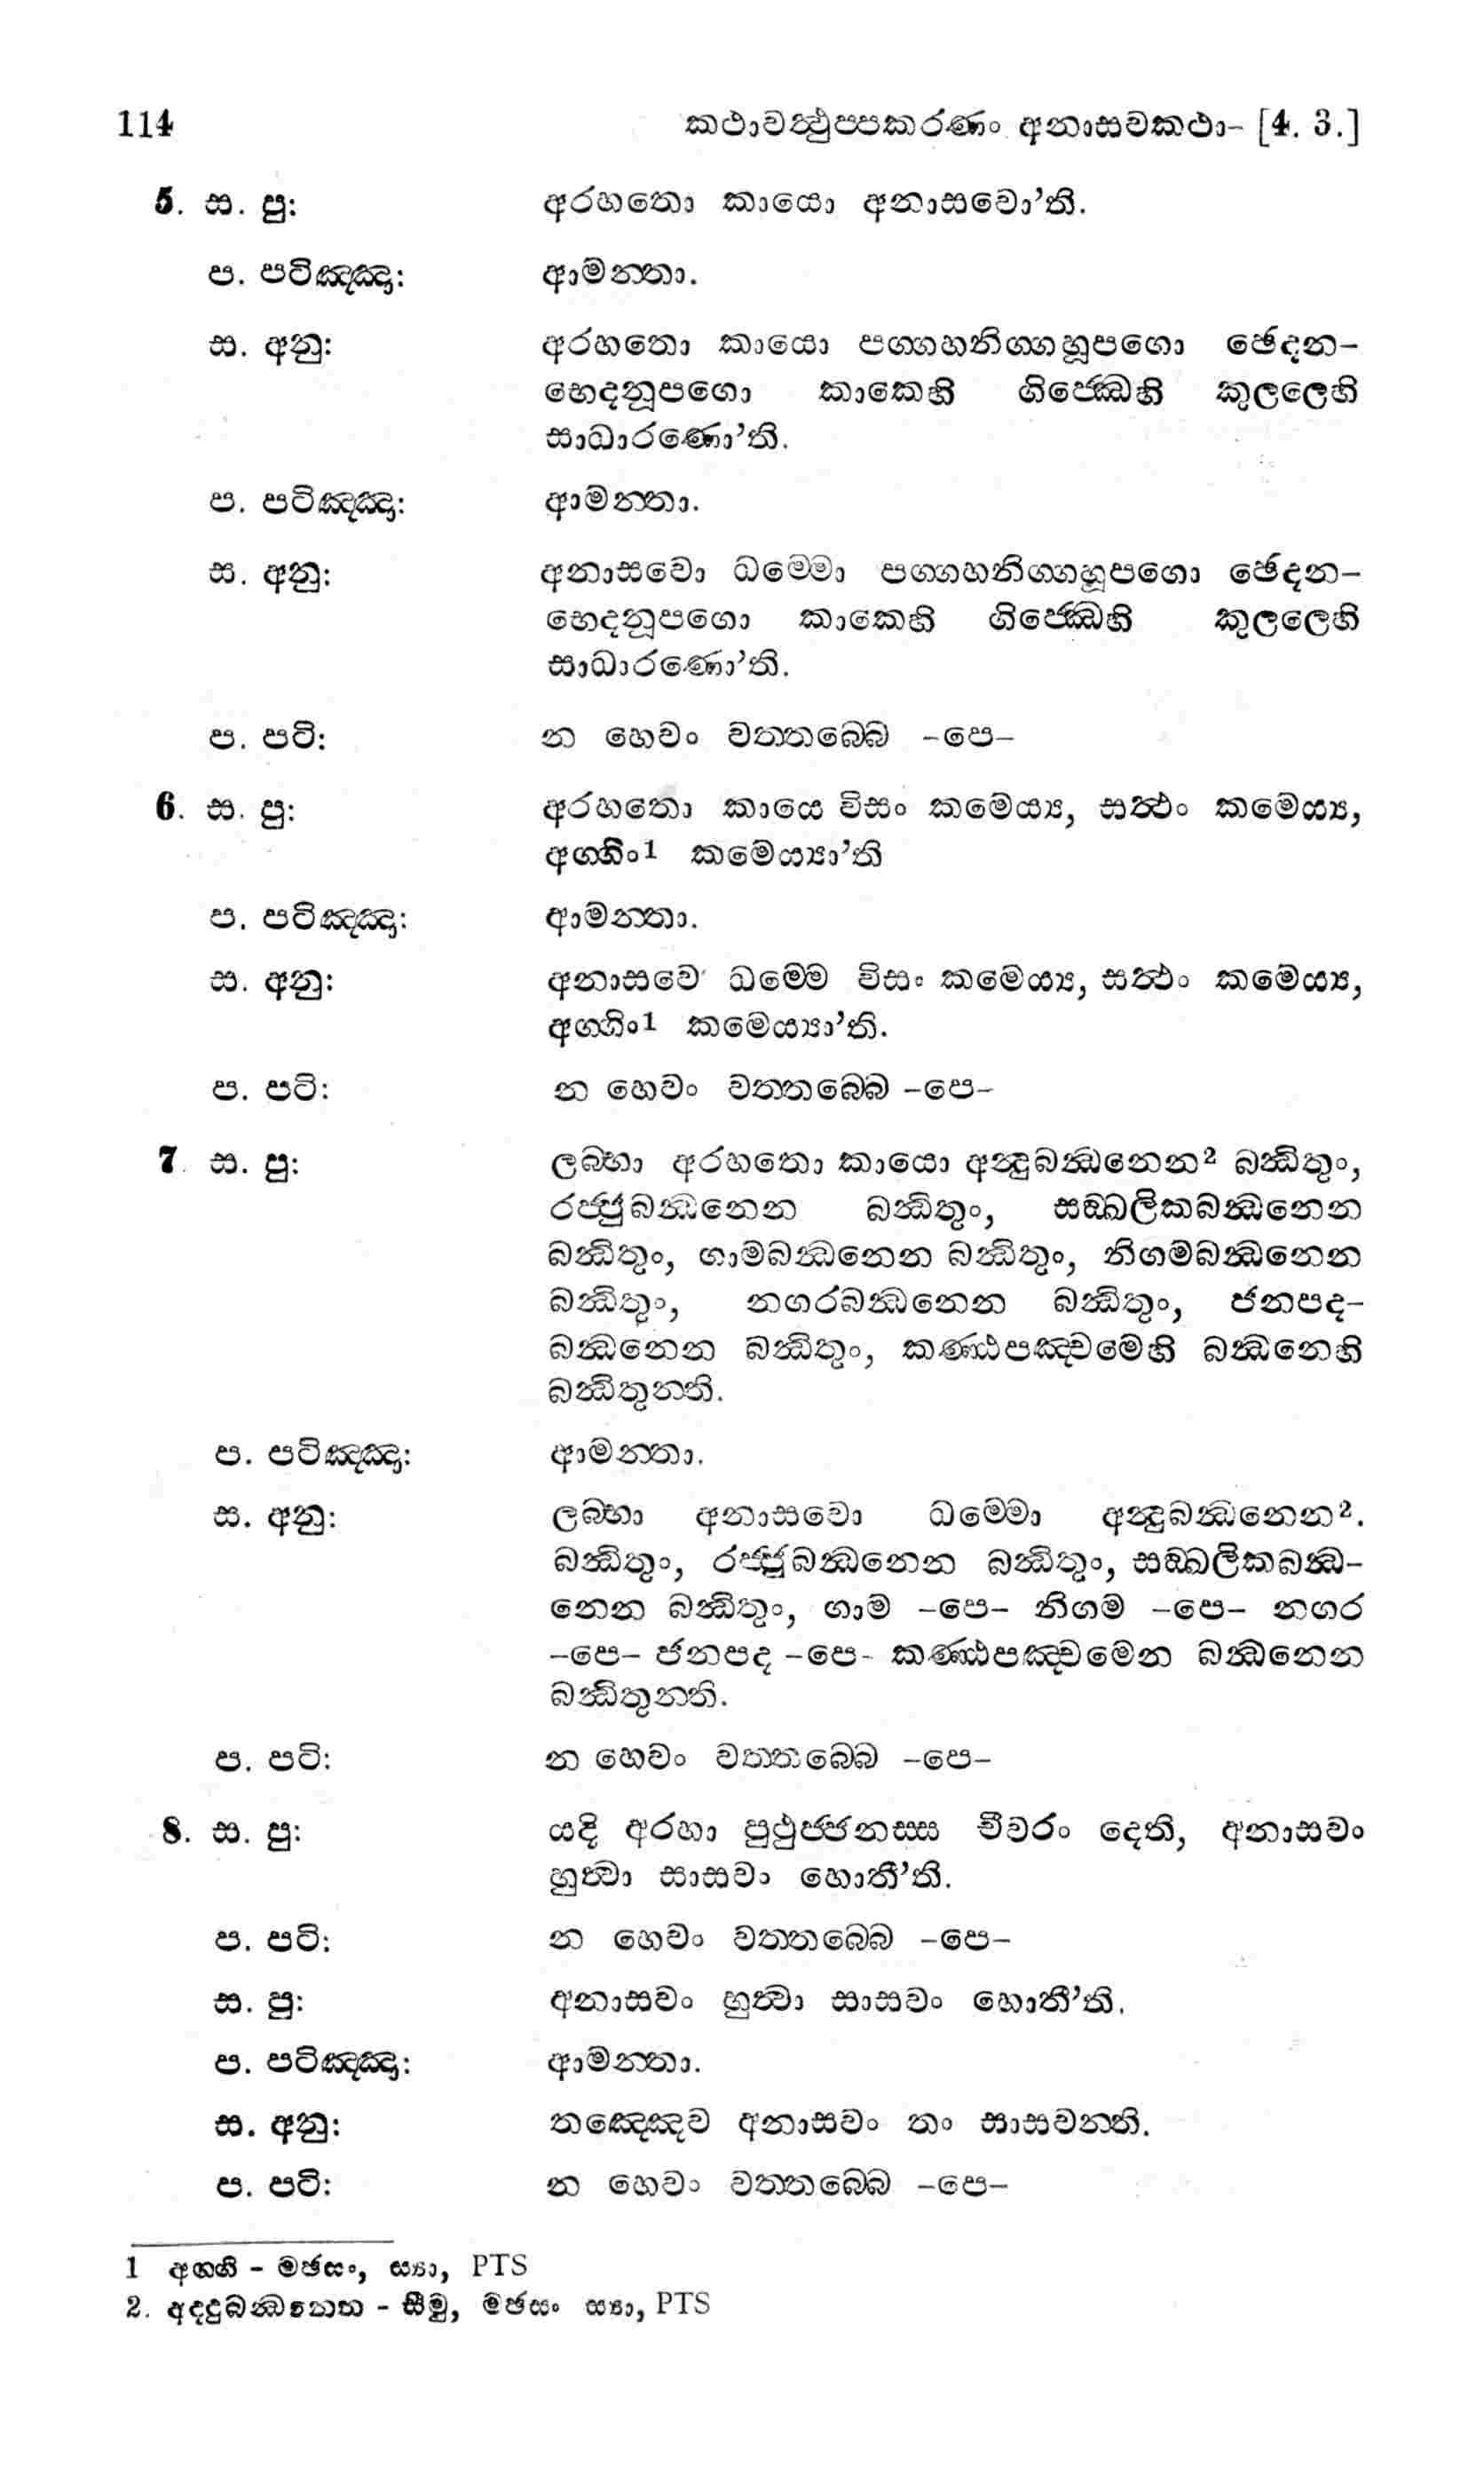 114 කථාවත්‍ථුප්පකරණං අනාසවකථා- [4. 3.]
5. ස. පු: අරහතො කායො අනාසවො’ති.
ප. පටිඤ්ඤා: ආමන්තා.
ස. අනු: අරහතො කායො පග්ගහනිග්ගහූපගො ඡෙදන-
භෙදනූපගො කාකෙහි ගිජ්ඣෙහි කුලලෙහි
සාධාරණො’ති.
ප. පටිඤ්ඤා: ආමන්තා.
ස. අනු: අනාසවො ධම්මො පග්ගහනිග්ගහූපගො ඡෙදන-
භෙදනූපගො කාකෙහි ගිජ්ඣෙහි කුලලෙහි
සාධාරණො’ති.
ප. පටි: න හෙවං වත්තබ්බෙ -පෙ-
6. ස. පු: අරහතො කායෙ විසං කමෙය්‍ය, සත්‍ථං කමෙය්‍ය,
අග්ගිං1 කමෙය්‍යා’ති
ප. පටිඤ්ඤා: ආමන්තා.
ස. අනු: අනාසවෙ ධම්මෙ විසං කමෙය්‍ය, සත්‍ථං කමෙය්‍ය,
අග්ගිං1 කමෙය්‍යා’ති.
ප. පටි: න හෙවං වත්තබ්බෙ -පෙ-
7. ස. පු: ලබ්භා අරහතො කායො අන්‍දුබන්‍ධනෙන2 බන්‍ධිතුං,
රජ්ජුබන්‍ධනෙන බන්‍ධිතුං, සඞ්ඛලිකබන්‍ධනෙන
බන්‍ධිතුං, ගාමබන්‍ධනෙන බන්‍ධිතුං, නිගමබන්‍ධනෙන
බන්‍ධිතුං, නගරබන්‍ධනෙන බන්‍ධිතුං, ජනපද-
බන්‍ධනෙන බන්‍ධිතුං, කණ්ඨපඤ්චමෙහි බන්‍ධනෙහි
බන්‍ධිතුන්ති.
ප. පටිඤ්ඤා: ආමන්තා.
ස. අනු: ලබ්භා අනාසවො ධම්මො අන්‍දුබන්‍ධනෙන2.
බන්‍ධිතුං, රජ්ජුබන්‍ධනෙන බන්‍ධිතුං, සඞ්ඛලිකබන්‍ධ-
නෙන බන්‍ධිතුං, ගාම -පෙ- නිගම -පෙ- නගර
-පෙ- ජනපද -පෙ- කණ්ඨපඤ්චමෙන බන්‍ධනෙන
බන්‍ධිතුන්ති.
ප. පටි: න හෙවං වත්තබ්බෙ -පෙ-
8. ස. පු: යදි අරහා පුථුජ්ජනස්ස චීවරං දෙති, අනාසවං
හුත්‍වා සාසවං හොතී’ති.
ප. පටි: න හෙවං වත්තබ්බෙ -පෙ-
ස. පු: අනාසවං හුත්‍වා සාසවං හොතී’ති.
ප. පටිඤ්ඤා: ආමන්තා.
ස. අනු: තඤ්ඤෙව අනාසවං තං සාසවන්ති.
ප. පටි: න හෙවං වත්තබ්බෙ -පෙ-
1 අග්ගි - මඡසං, ස්‍යා, PTS
2. අද්දුබන්‍ධනෙන - සීමු, මඡසං ස්‍යා, PTS